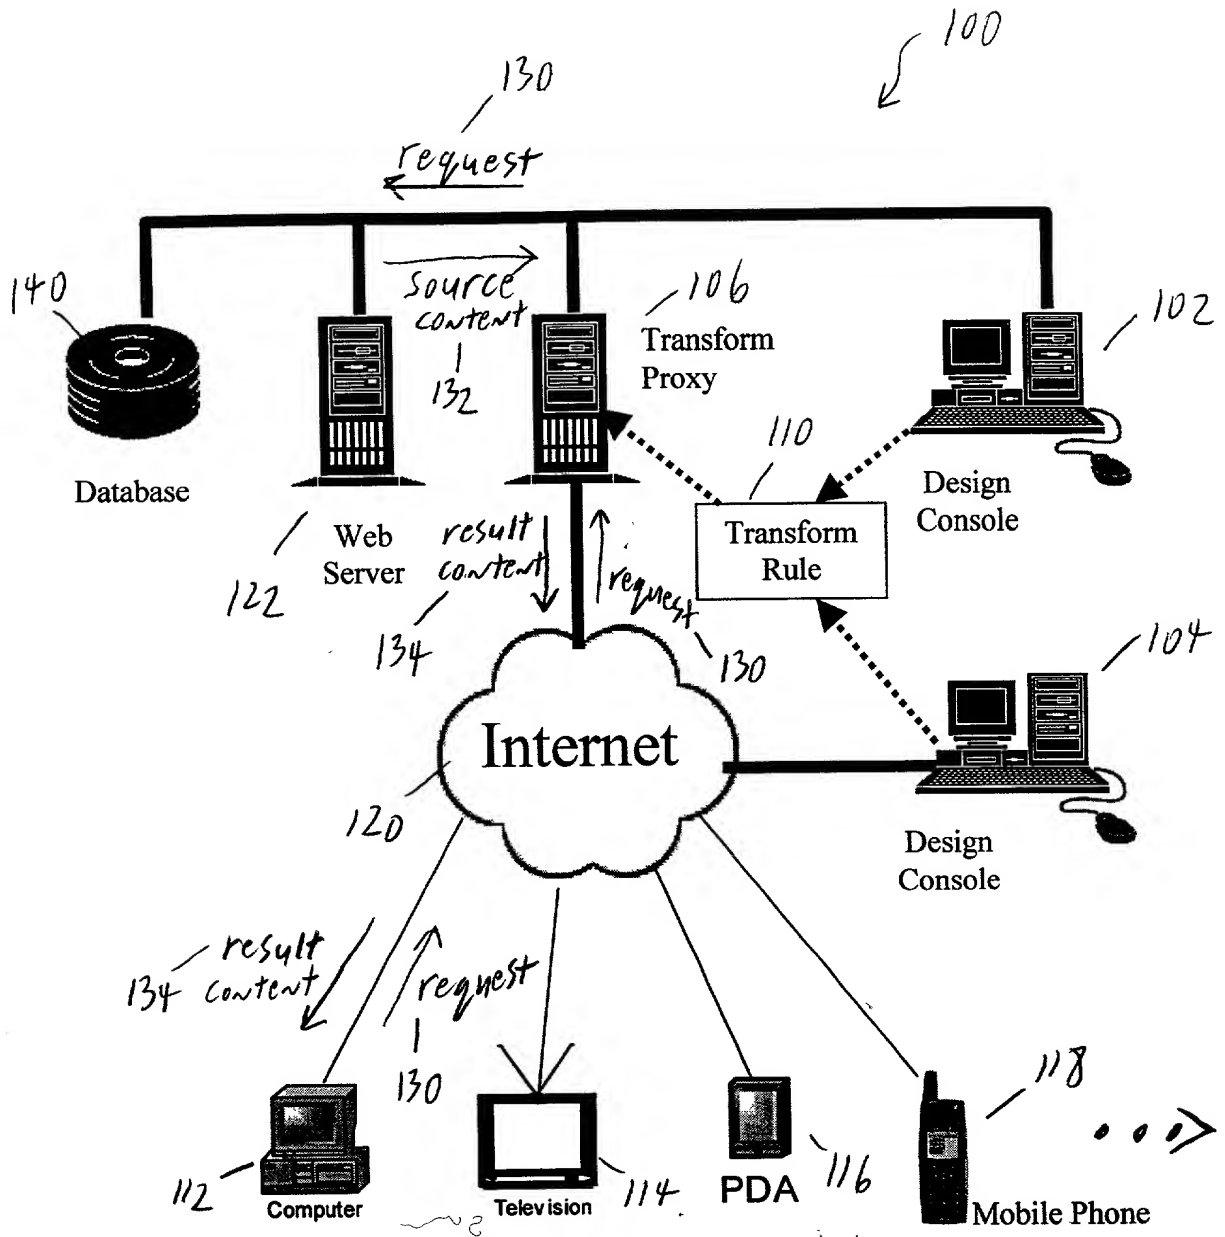 100
130
request
140
source
content
132
106
Transform
Proxy
102
110
Database
Design
Console
Web
Server
122
result
content
134
request
130
Transform
Rule
104
Internet
120
Design
Console
result
134 content
request
130
118
112
Computer
Television
114
PDA
116
Mobile Phone